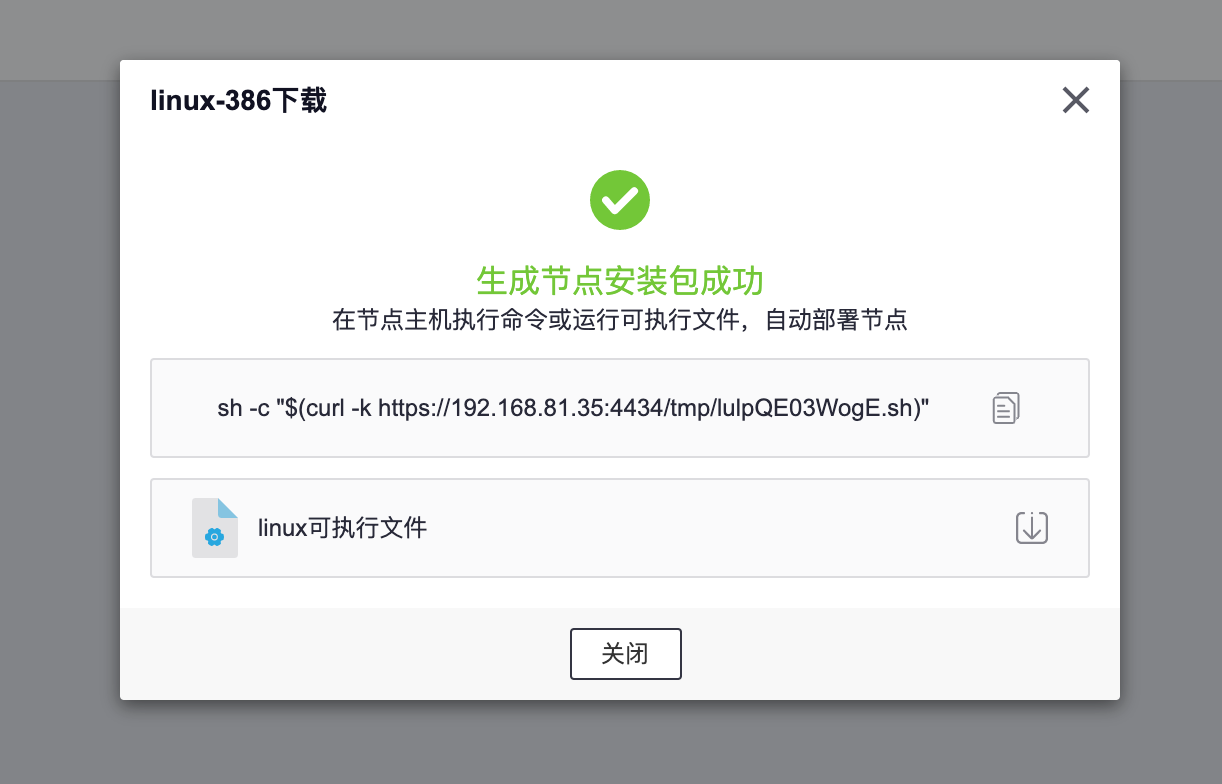 linux-386下载
生成节点安装包成功
在节点主机执行命令或运行可执行文件，自动部署节点
sh -c "$(curl -k https://192.168.81.35:4434/tmp/lulpQE03WogE.sh)"
linux可执行文件
关闭